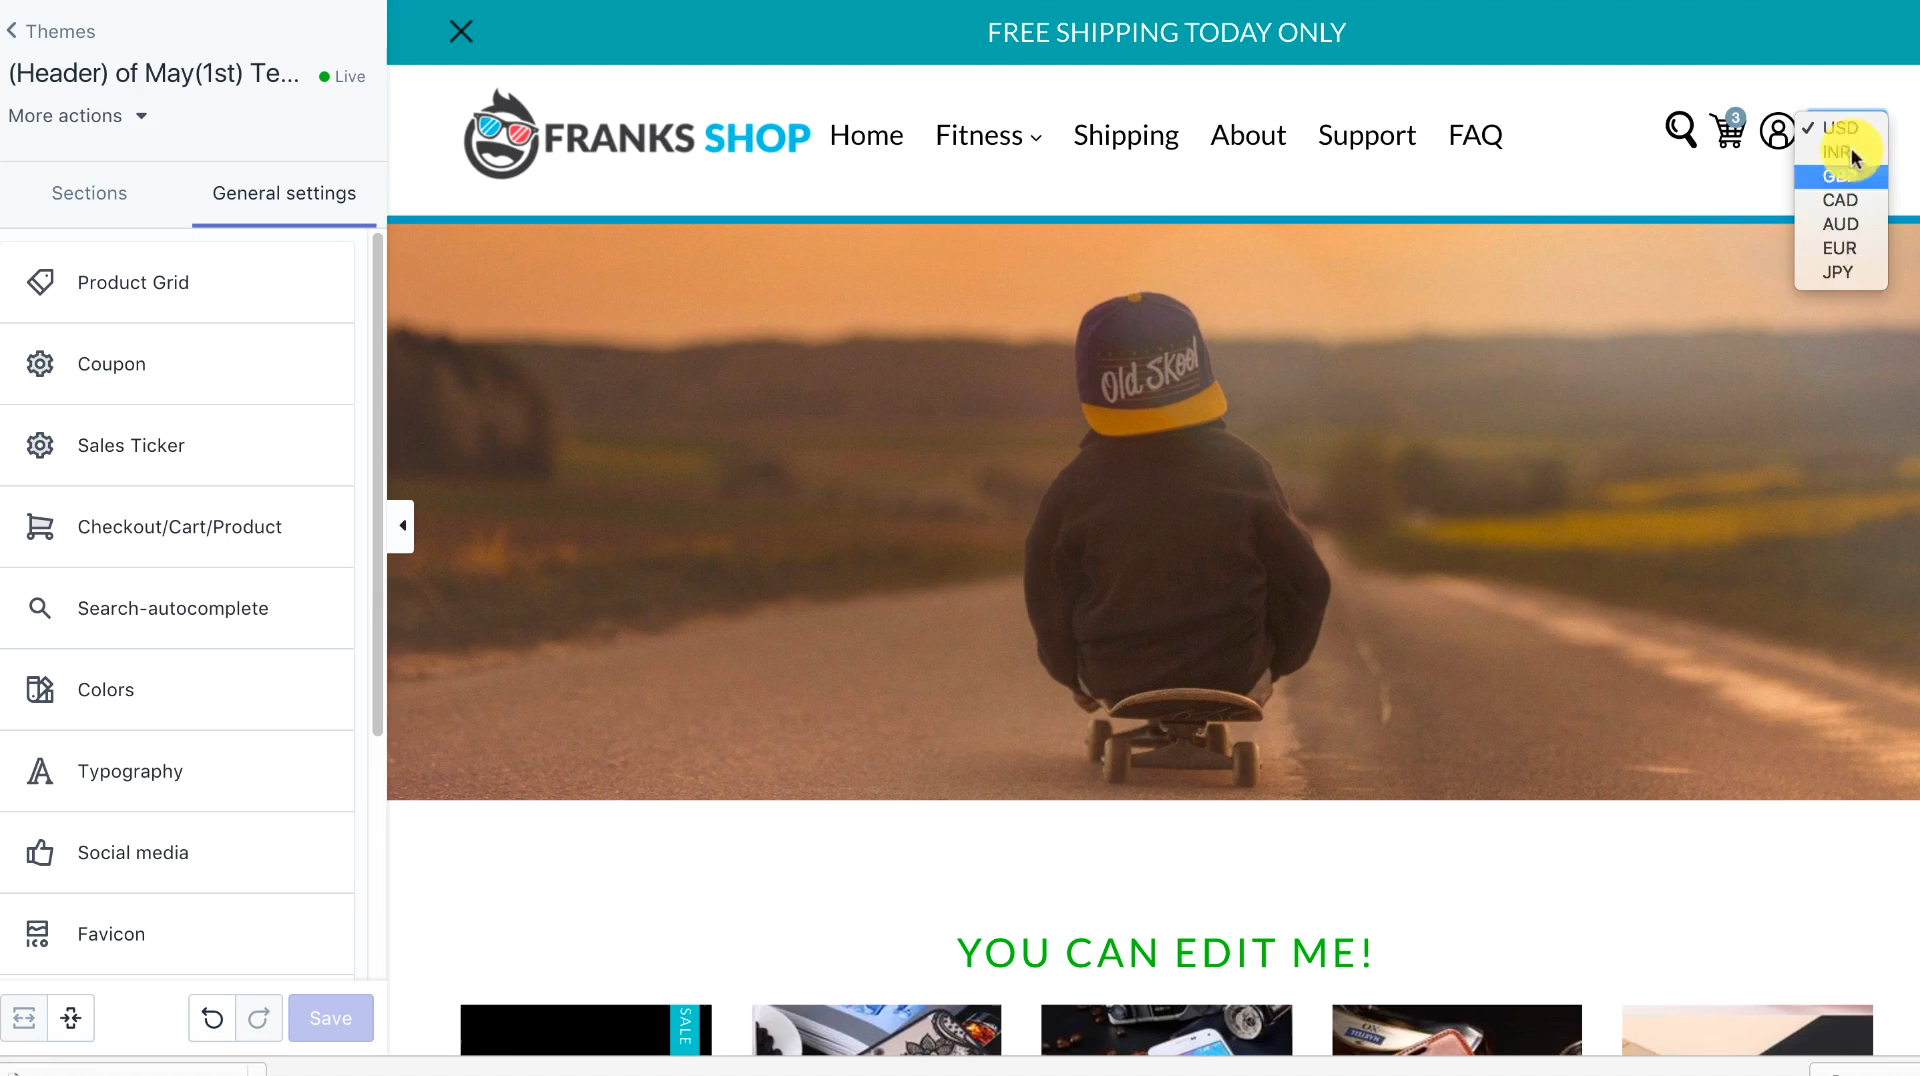 Themes
(Header) of May(1st) Te... Live
More actions
Sections General settings
Product Grid
Coupon
Sales Ticker
Checkout/Cart/Product
Search-autocomplete
Colors
Typography
Social media
ICO Favicon
Save
FREE SHIPPING TODAY ONLY
FRANKS SHOP Home Fitness Shipping About Support FAQ 3
USD
INR
GBP
CAD
AUD
EUR
JPY
Old Skool
YOU CAN EDIT ME!
SALE